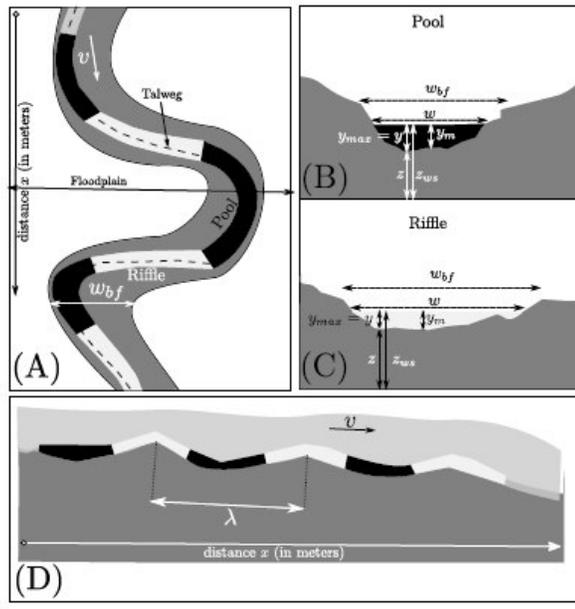 v
Talweg
Floodplain
Pool
Riffle
w_bf
distance x (in meters)
(A)
Pool
w_bf
w
y_max = y
y_m
z
z_ws
(B)
Riffle
w_bf
w
y_max = y
y_m
z
z_ws
(C)
v
λ
distance x (in meters)
(D)